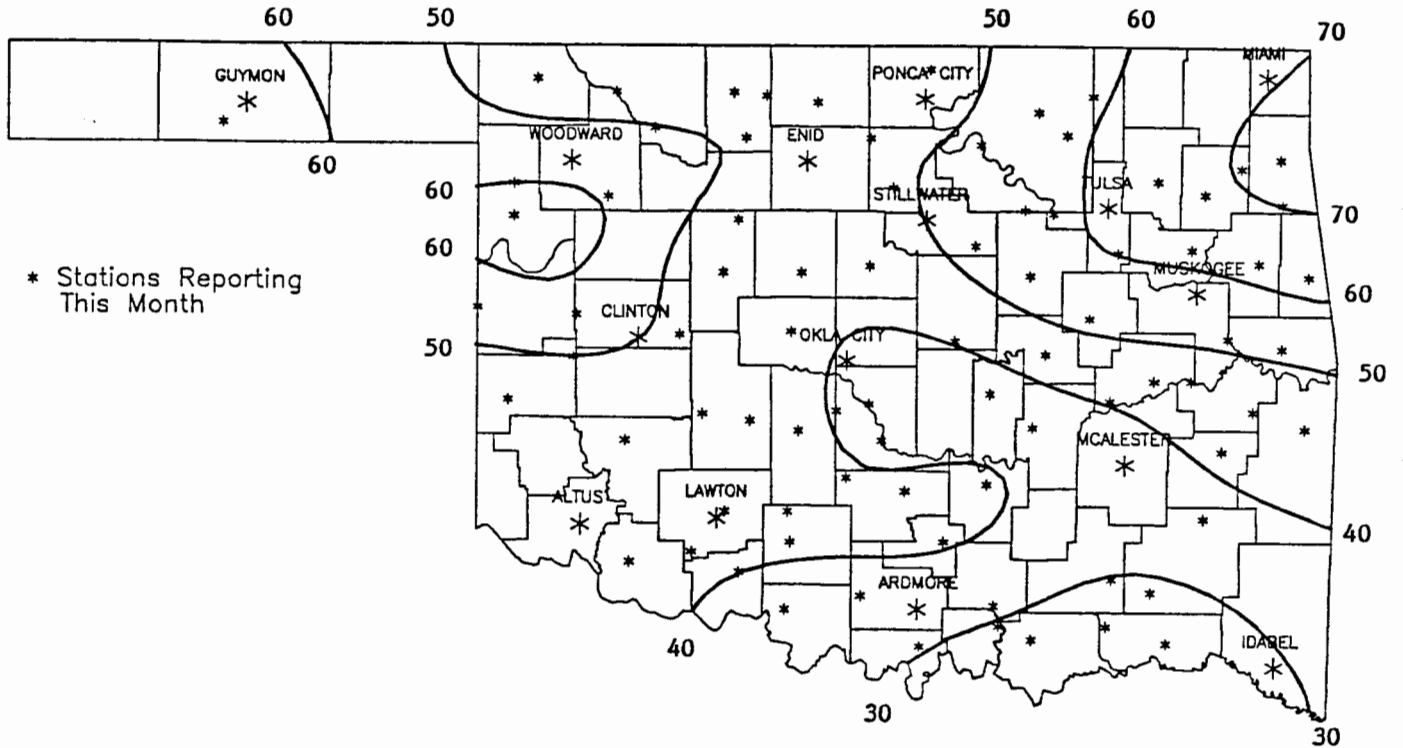 60 50 50 60 70
MIAMI
GUYMON PONCA CITY
WOODWARD ENID
60
60 STILLWATER TULSA
70
60
* Stations Reporting
This Month
MUSKOGEE
60
CLINTON
OKLA CITY
50
50
MCALESTER
ALTUS LAWTON
40
ARDMORE
40 IDABEL
30
30